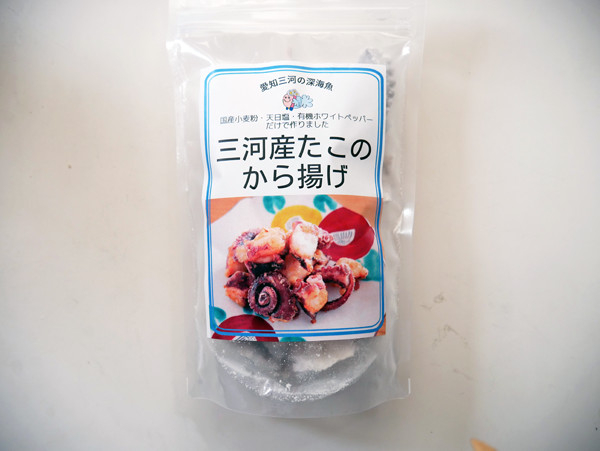 愛知三河の深海魚
国産小麦粉・天日塩・有機ホワイトペッパー
だけで作りました
三河産たこの
から揚げ